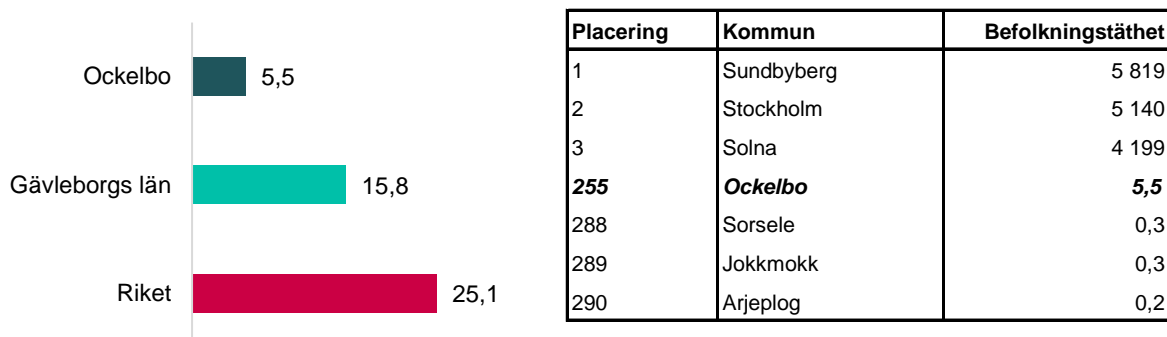 Ockelbo 5,5
Gävleborgs län 15,8
Riket 25,1
Placering Kommun Befolkningstäthet
1 Sundbyberg 5 819
2 Stockholm 5 140
3 Solna 4 199
255 Ockelbo 5,5
288 Sorsele 0,3
289 Jokkmokk 0,3
290 Arjeplog 0,2